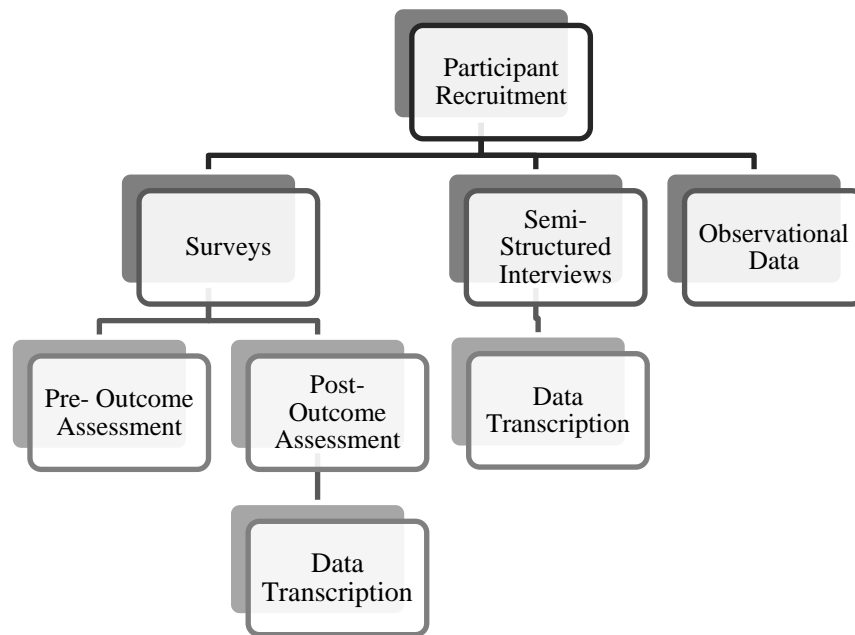 Participant
Recruitment
Surveys
Semi-
Structured
Interviews
Observational
Data
Pre- Outcome
Assessment
Post-
Outcome
Assessment
Data
Transcription
Data
Transcription